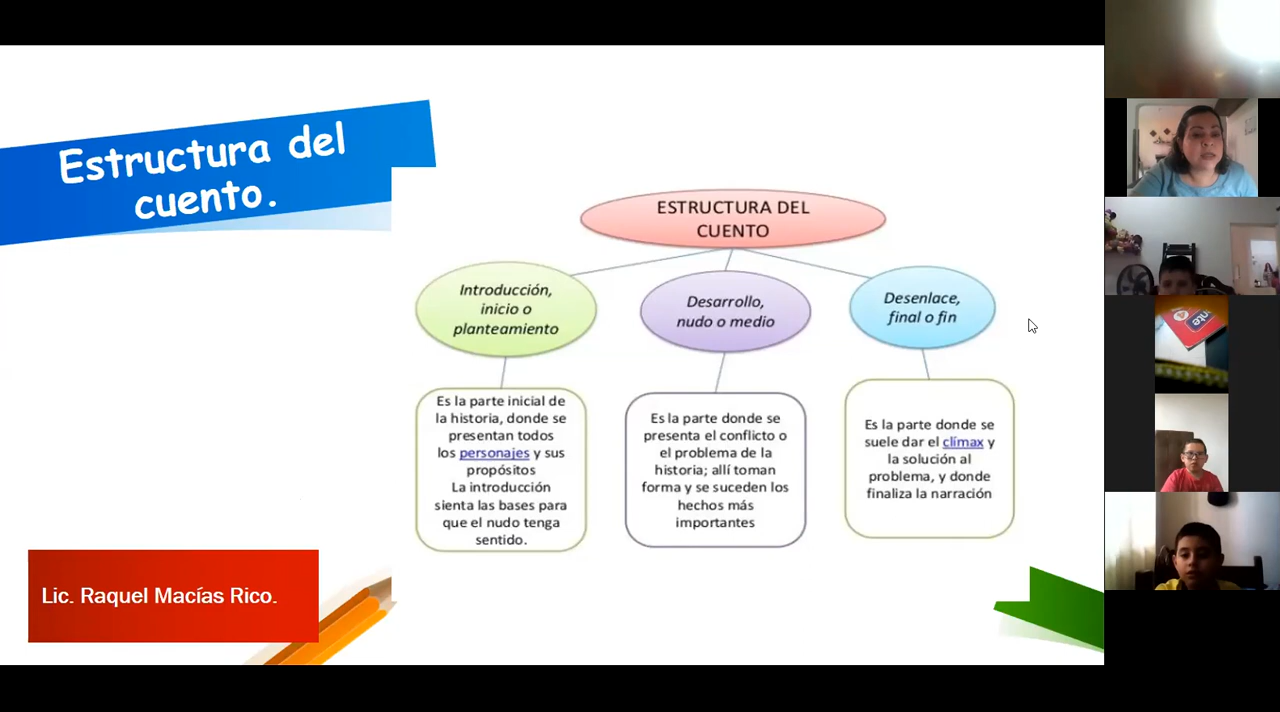 Estructura del
cuento.
ESTRUCTURA DEL
CUENTO
Introducción,
inicio o
planteamiento
Desarrollo,
nudo o medio
Desenlace,
final o fin
Es la parte inicial de
la historia, donde se
presentan todos
los personajes y sus
propósitos
La introducción
sienta las bases para
que el nudo tenga
sentido.
Es la parte donde se
presenta el conflicto o
el problema de la
historia; allí toman
forma y se suceden los
hechos más
importantes
Es la parte donde se
suele dar el clímax y
la solución al
problema, y donde
finaliza la narración
Lic. Raquel Macías Rico.